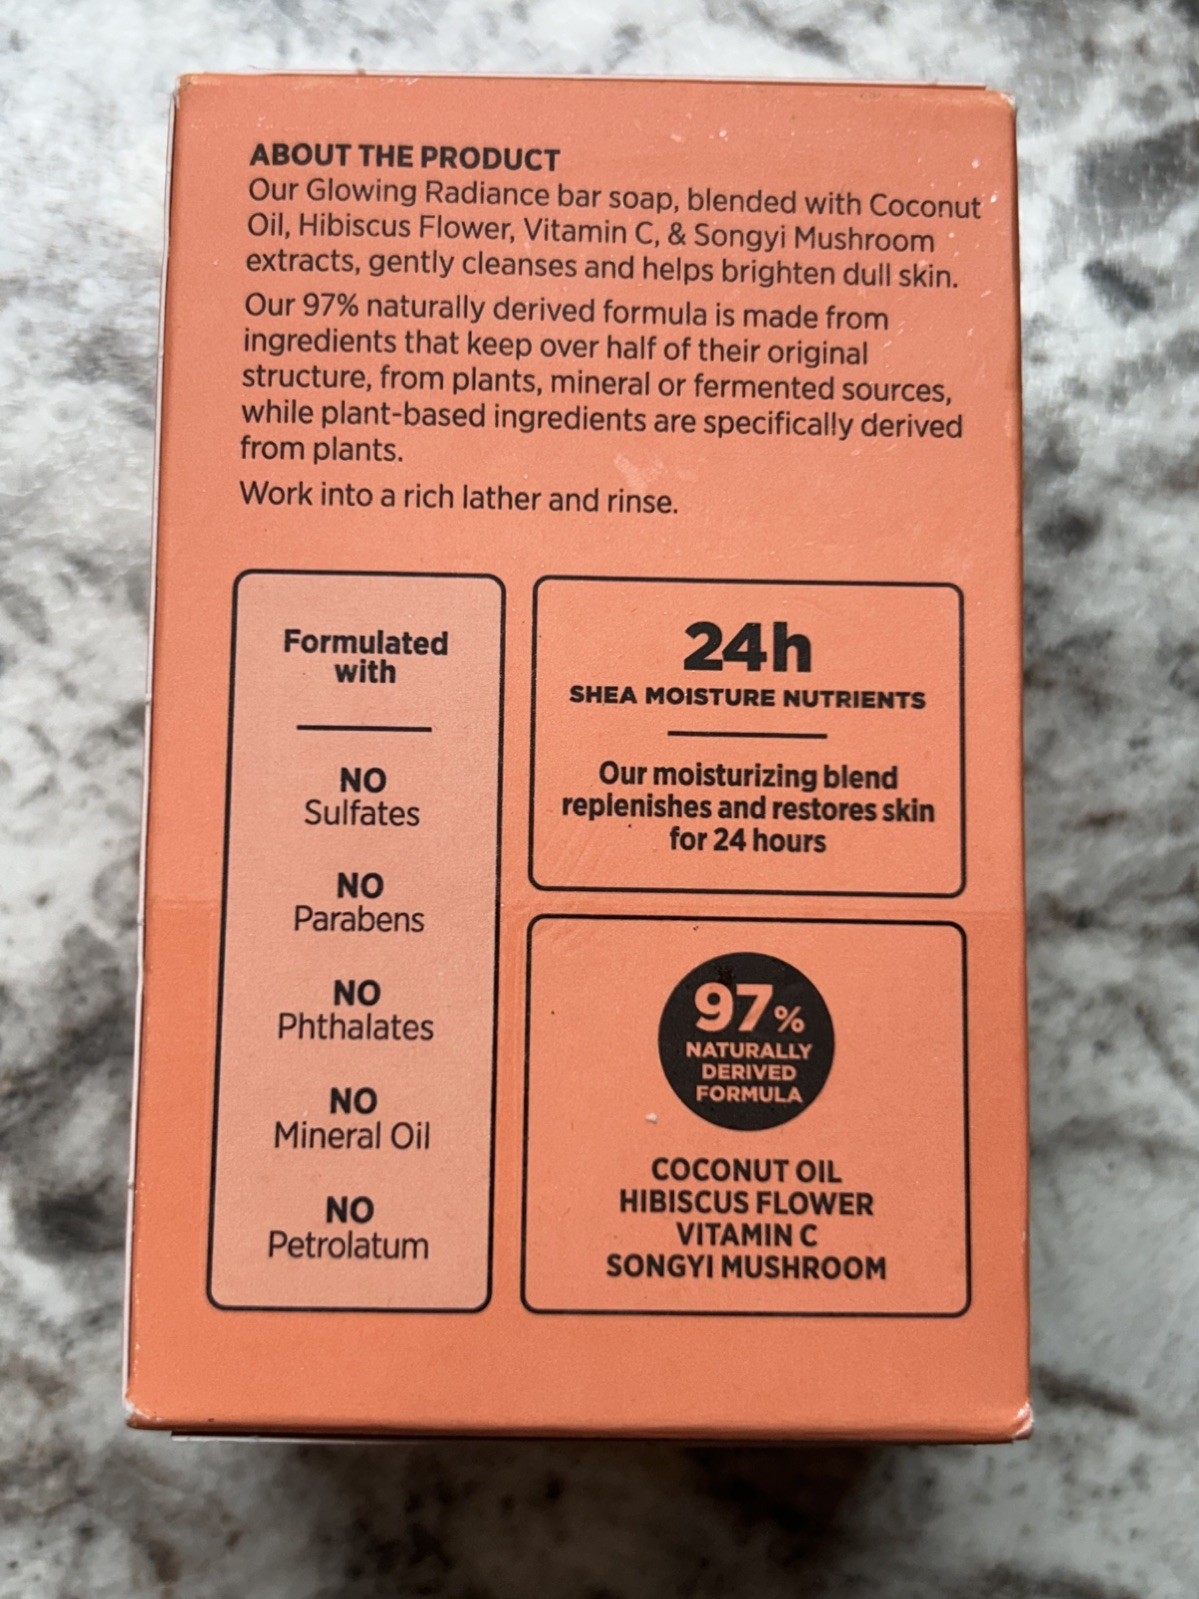 ABOUT THE PRODUCT
Our Glowing Radiance bar soap, blended with Coconut
Oil, Hibiscus Flower, Vitamin C, & Songyi Mushroom
extracts, gently cleanses and helps brighten dull skin.
Our 97% naturally derived formula is made from
ingredients that keep over half of their original
structure, from plants, mineral or fermented sources,
while plant-based ingredients are specifically derived
from plants.
Work into a rich lather and rinse.
Formulated
with
NO
Sulfates
NO
Parabens
NO
Phthalates
NO
Mineral Oil
NO
Petrolatum
24h
SHEA MOISTURE NUTRIENTS
Our moisturizing blend
replenishes and restores skin
for 24 hours
97%
NATURALLY
DERIVED
FORMULA
COCONUT OIL
HIBISCUS FLOWER
VITAMIN C
SONGYI MUSHROOM